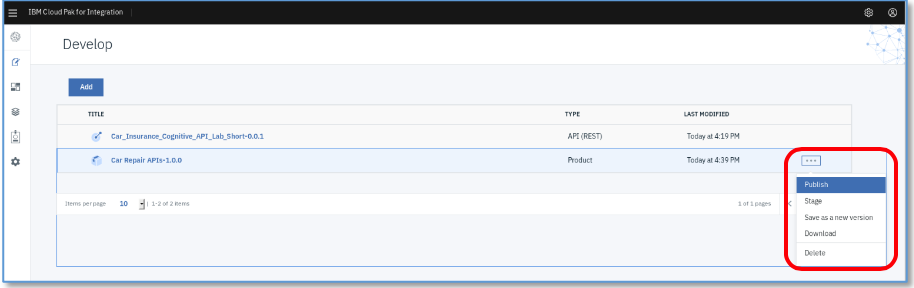 IBM Cloud Pak for Integration
Develop
Add
TITLE TYPE LAST MODIFIED
Car_Insurance_Cognitive_API_Lab_Short-0.0.1 API (REST) Today at 4:19 PM
Car Repair APIs-1.0.0 Product Today at 4:39 PM
Publish
Stage
Items per page 10 | 1-2 of 2 items 1 of 1 pages
Save as a new version
Download
Delete